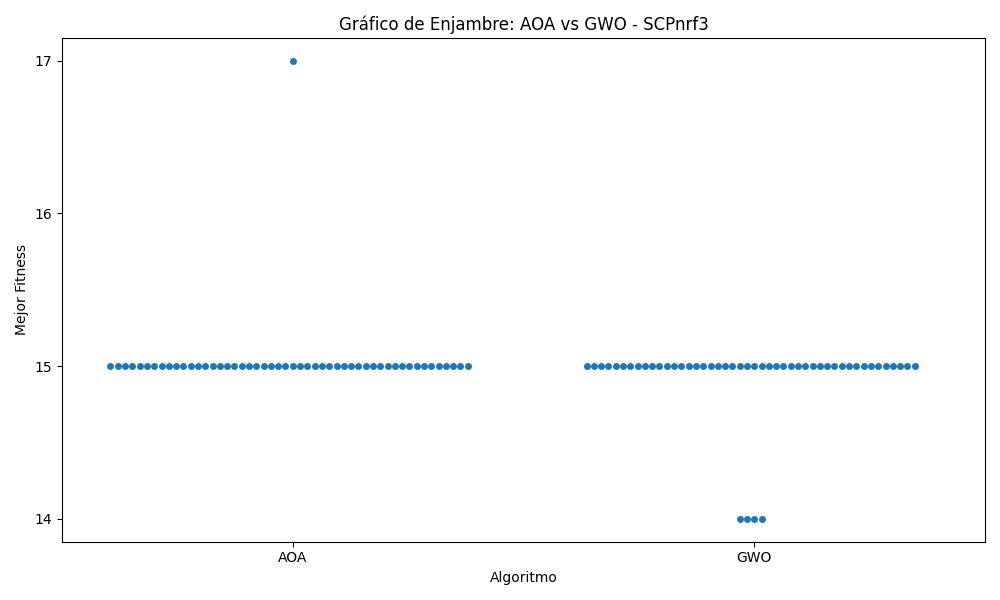 Gráfico de Enjambre: AOA vs GWO - SCPnrf3
17
16
15
14
Mejor Fitness
AOA
GWO
Algoritmo